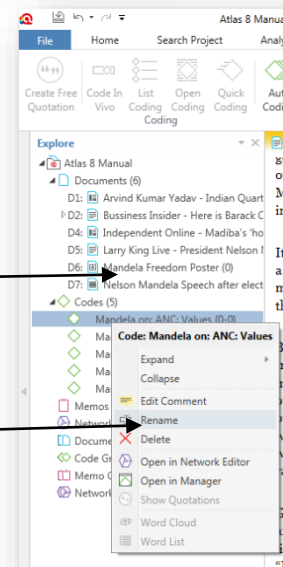 Atlas 8 Manua
File Home Search Project Analy
Create Free Quotation
Code In Vivo
List Coding
Open Coding
Quick Coding
Aut
Codi
Coding
Explore
Atlas 8 Manual
Documents (6)
D1: Arvind Kumar Yadav - Indian Quart
D2: Bussiness Insider - Here is Barack C
D4: Independent Online - Madiba's 'ho
D5: Larry King Live - President Nelson M
D6: Mandela Freedom Poster (0)
D7: Nelson Mandela Speech after elect
Codes (5)
Mandela on: ANC: Values (0-0)
Ma
Ma
Ma
Ma
Memos
Network
Docume
Code Gr
Memo G
Network
Code: Mandela on: ANC: Values
Expand
Collapse
Edit Comment
Rename
Delete
Open in Network Editor
Open in Manager
Show Quotations
Word Cloud
Word List